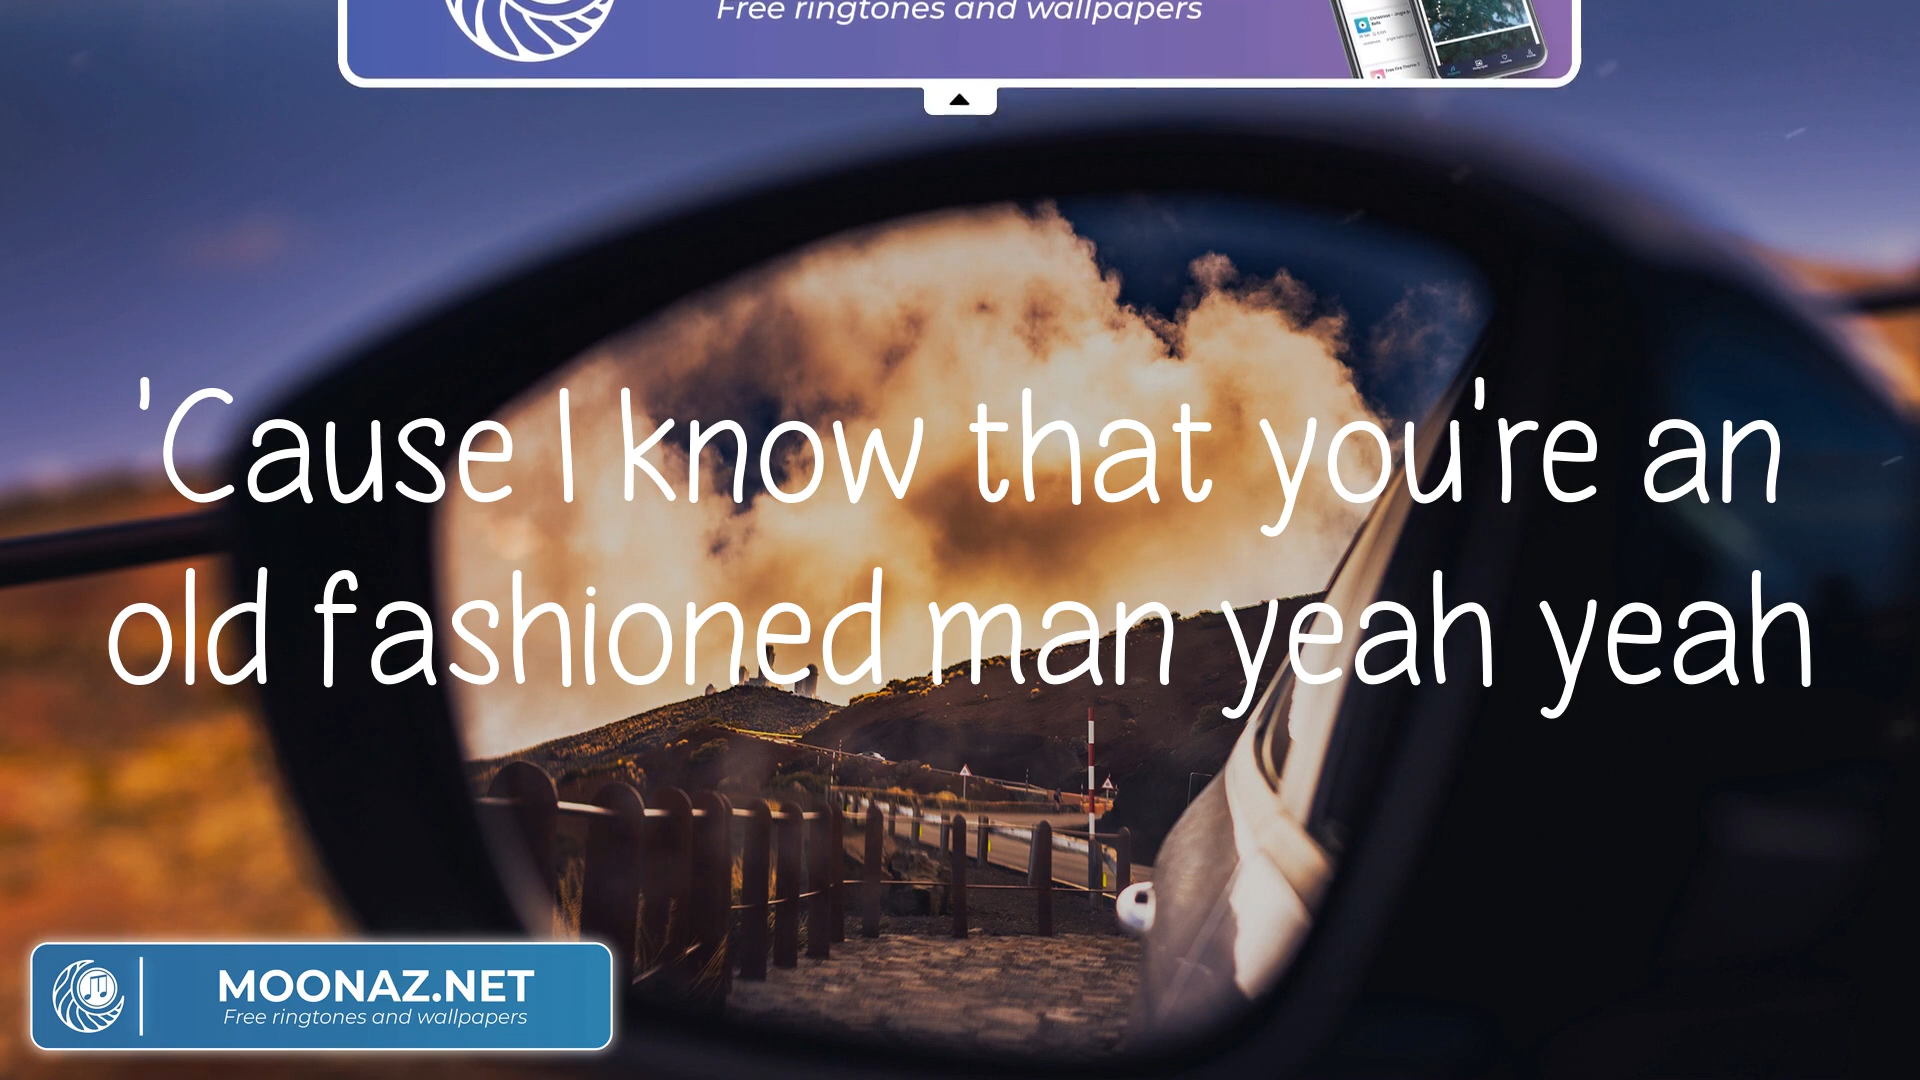 Free ringtones and wallpapers
'Cause I know that you're an
old fashioned man yeah yeah
MOONAZ.NET
Free ringtones and wallpapers